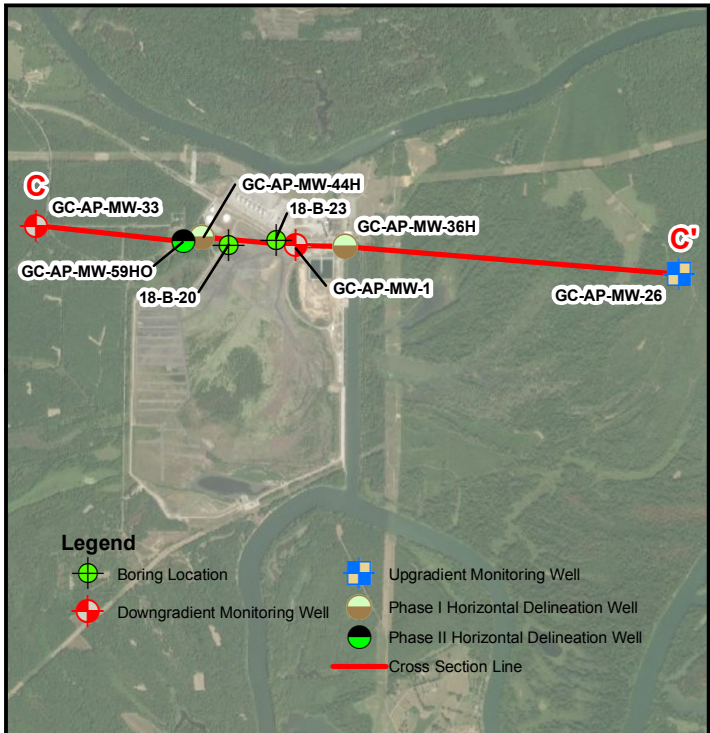 C
GC-AP-MW-33
GC-AP-MW-44H
18-B-23
GC-AP-MW-36H
C'
GC-AP-MW-59HO
18-B-20
GC-AP-MW-1
GC-AP-MW-26
Legend
Boring Location
Downgradient Monitoring Well
Upgradient Monitoring Well
Phase I Horizontal Delineation Well
Phase II Horizontal Delineation Well
Cross Section Line